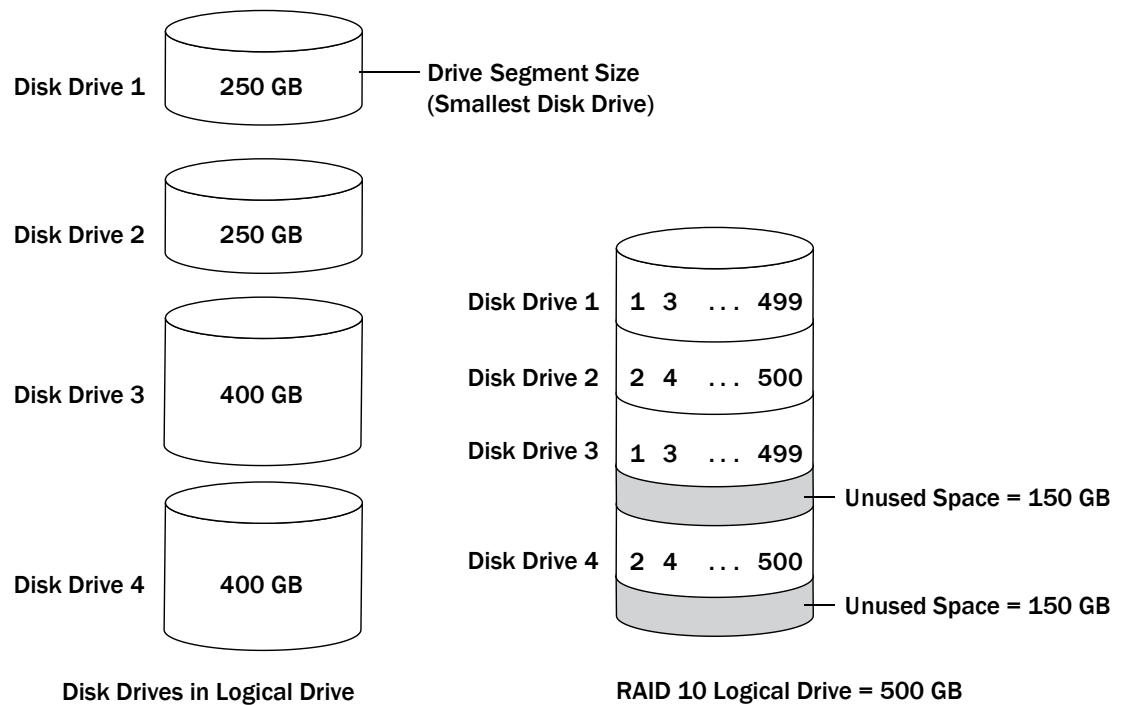 Disk Drive 1
250 GB
Drive Segment Size
(Smallest Disk Drive)
Disk Drive 2
250 GB
Disk Drive 3
400 GB
Disk Drive 4
400 GB
Disk Drives in Logical Drive
Disk Drive 1 1 3 ... 499
Disk Drive 2 2 4 ... 500
Disk Drive 3 1 3 ... 499
Unused Space = 150 GB
Disk Drive 4 2 4 ... 500
Unused Space = 150 GB
RAID 10 Logical Drive = 500 GB